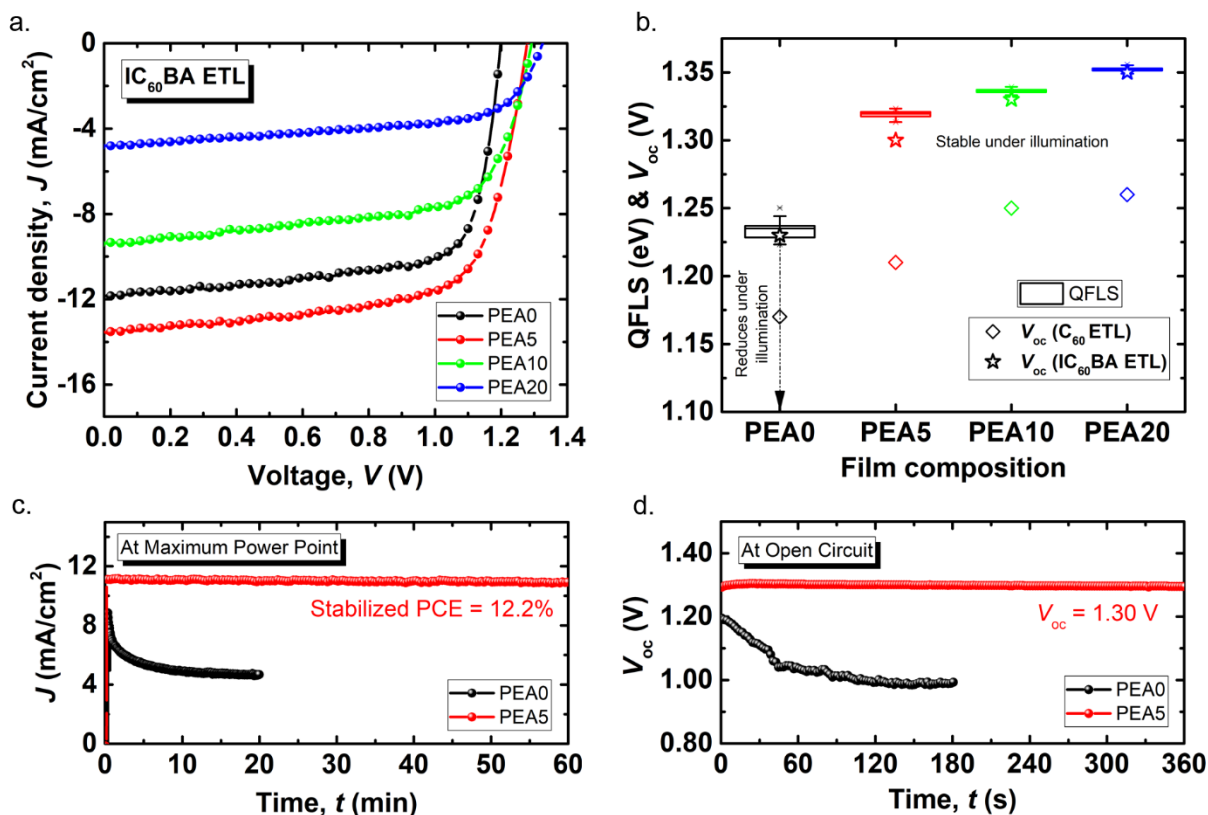 a.
IC₆₀BA ETL
Current density, J (mA/cm²)
0
-4
-8
-12
-16
0.0 0.2 0.4 0.6 0.8 1.0 1.2 1.4
Voltage, V (V)
PEA0
PEA5
PEA10
PEA20
b.
QFLS (eV) & Voc (V)
1.35
1.30
1.25
1.20
1.15
1.10
Stable under illumination
Reduces under
illumination
QFLS
Voc (C₆₀ ETL)
Voc (IC₆₀BA ETL)
PEA0 PEA5 PEA10 PEA20
Film composition
c.
At Maximum Power Point
J (mA/cm²)
16
12
8
4
0
Stabilized PCE = 12.2%
PEA0
PEA5
0 10 20 30 40 50 60
Time, t (min)
d.
At Open Circuit
Voc (V)
1.40
1.20
1.00
0.80
Voc = 1.30 V
PEA0
PEA5
0 60 120 180 240 300 360
Time, t (s)